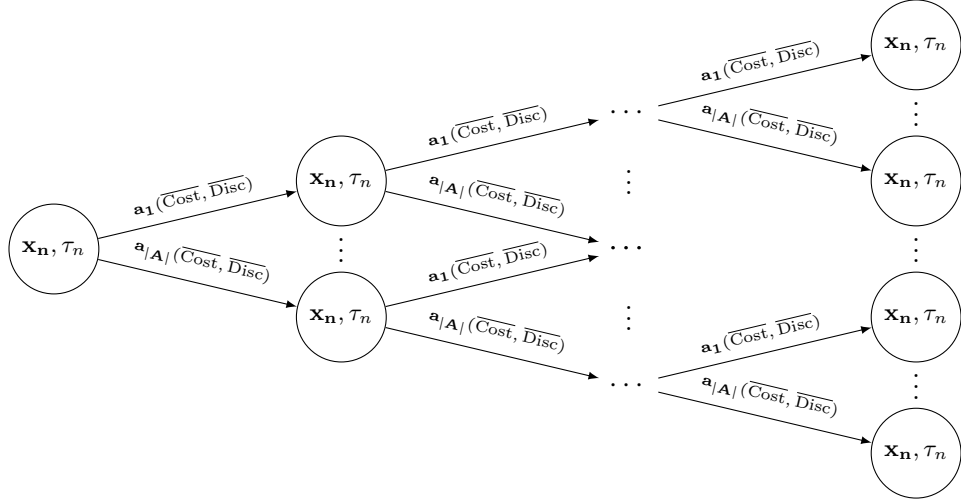 x_n, τ_n
a_1(Cost, Disc)
...
a_|A|(Cost, Disc)
⋮
x_n, τ_n
a_1(Cost, Disc)
x_n, τ_n
a_|A|(Cost, Disc)
⋮
x_n, τ_n
a_1(Cost, Disc)
...
x_n, τ_n
a_|A|(Cost, Disc)
⋮
a_1(Cost, Disc)
⋮
x_n, τ_n
⋮
x_n, τ_n
a_|A|(Cost, Disc)
a_1(Cost, Disc)
...
a_|A|(Cost, Disc)
⋮
x_n, τ_n